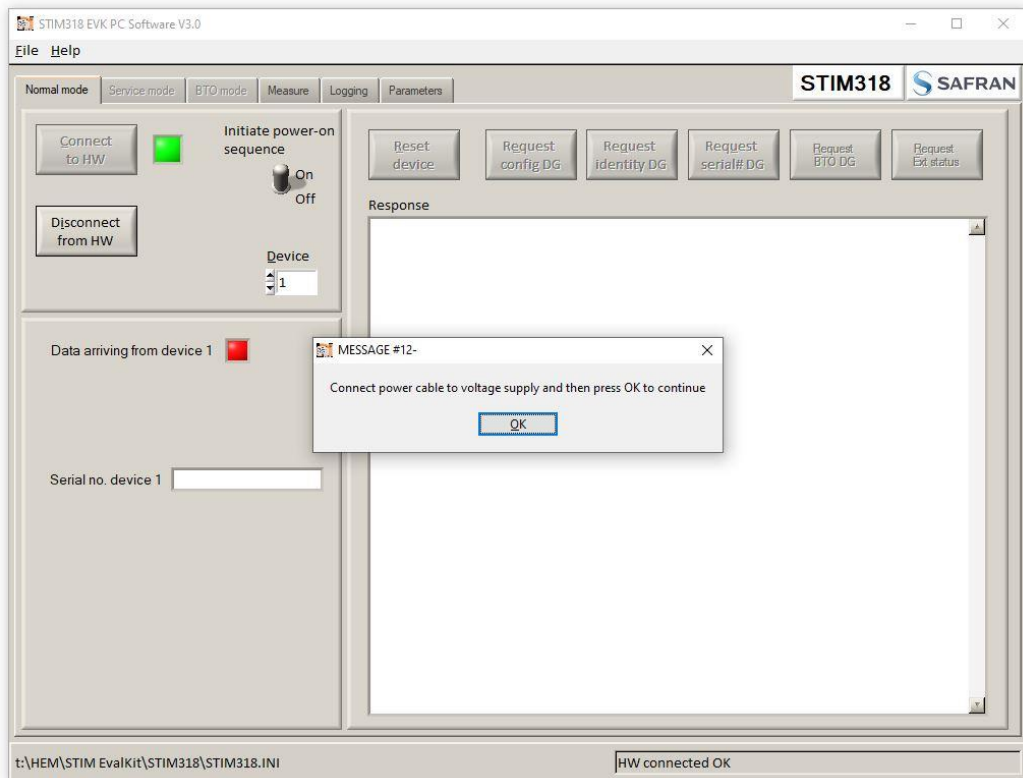 STIM318 EVK PC Software V3.0
File Help
Normal mode Service mode BTO mode Measure Logging Parameters
STIM318 SAFRAN
Connect
to HW
Initiate power-on
sequence
On
Off
Disconnect
from HW
Device
1
Reset
device
Request
config DG
Request
identity DG
Request
serial# DG
Request
BTO DG
Request
Ext status
Response
Data arriving from device 1
MESSAGE #12-
Connect power cable to voltage supply and then press OK to continue
OK
Serial no. device 1
t:\HEM\STIM EvalKit\STIM318\STIM318.INI
HW connected OK